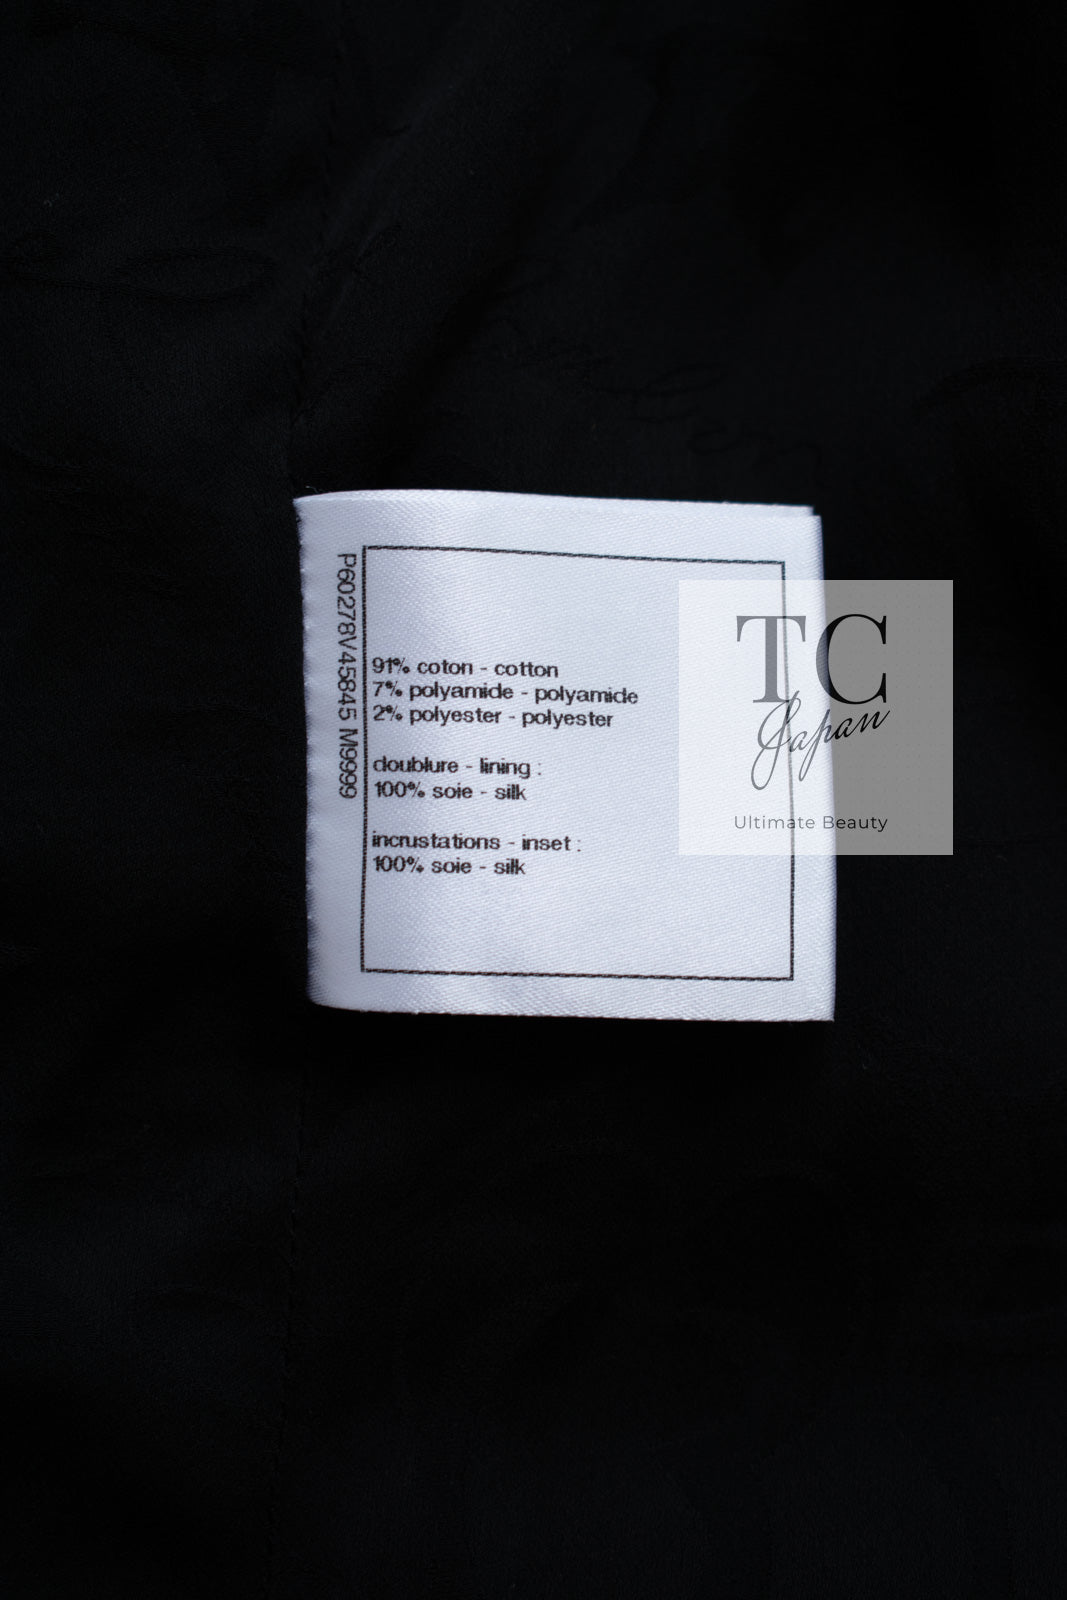 P60278V45845 M9999
91% coton - cotton
7% polyamide - polyamide
2% polyester - polyester
doublure - lining :
100% soie - silk
incrustations - inset :
100% soie - silk
TC
Japan
Ultimate Beauty